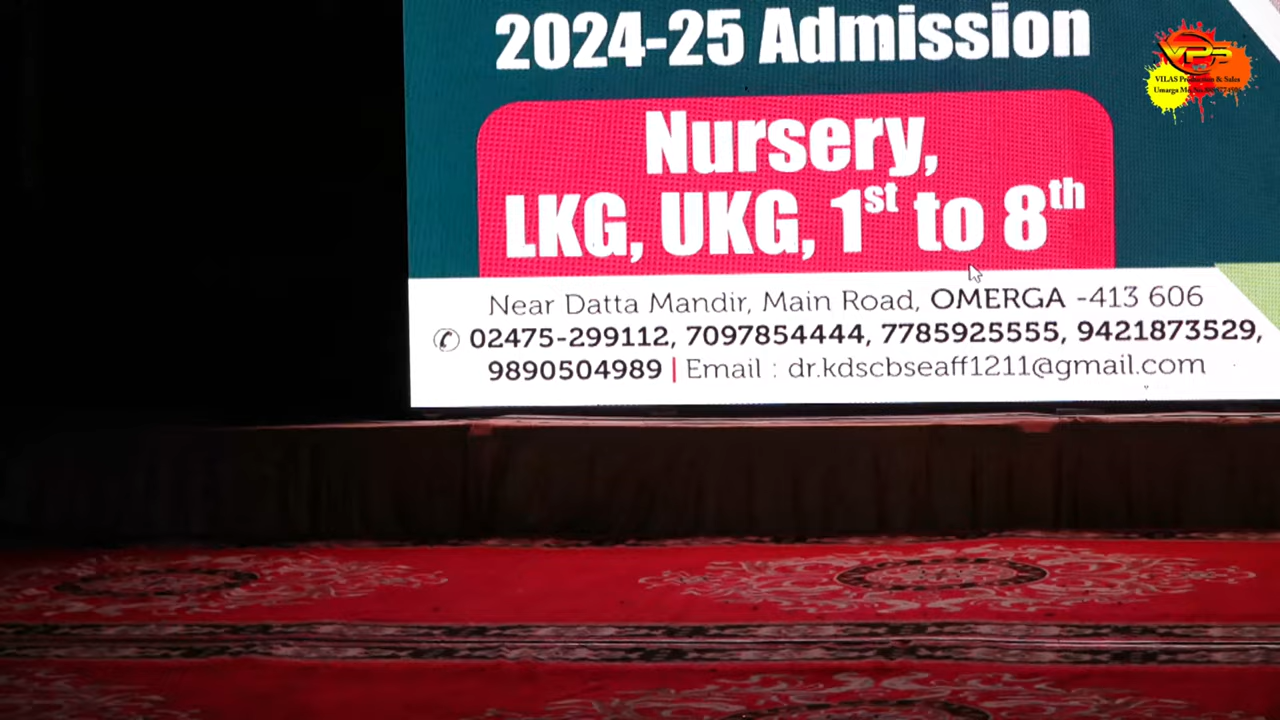 2024-25 Admission
Nursery,
LKG, UKG, 1st to 8th
Near Datta Mandir, Main Road, OMERGA -413 606
✆ 02475-299112, 7097854444, 7785925555, 9421873529,
9890504989 | Email : dr.kdscbseaff1211@gmail.com
VPS
VILAS Production & Sales
Umarga